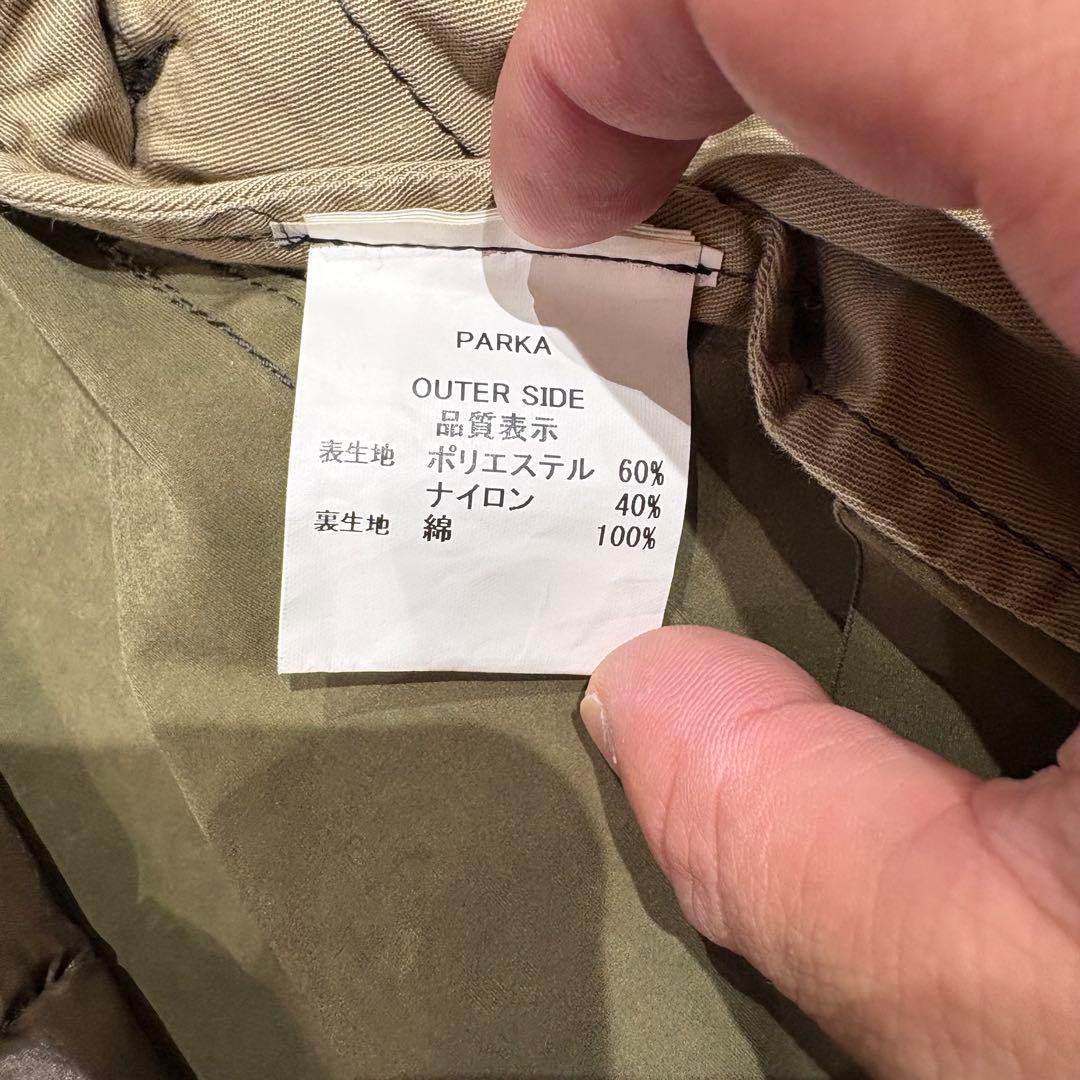 PARKA
OUTER SIDE
品質表示
表生地 ポリエステル 60%
ナイロン 40%
裏生地 綿 100%